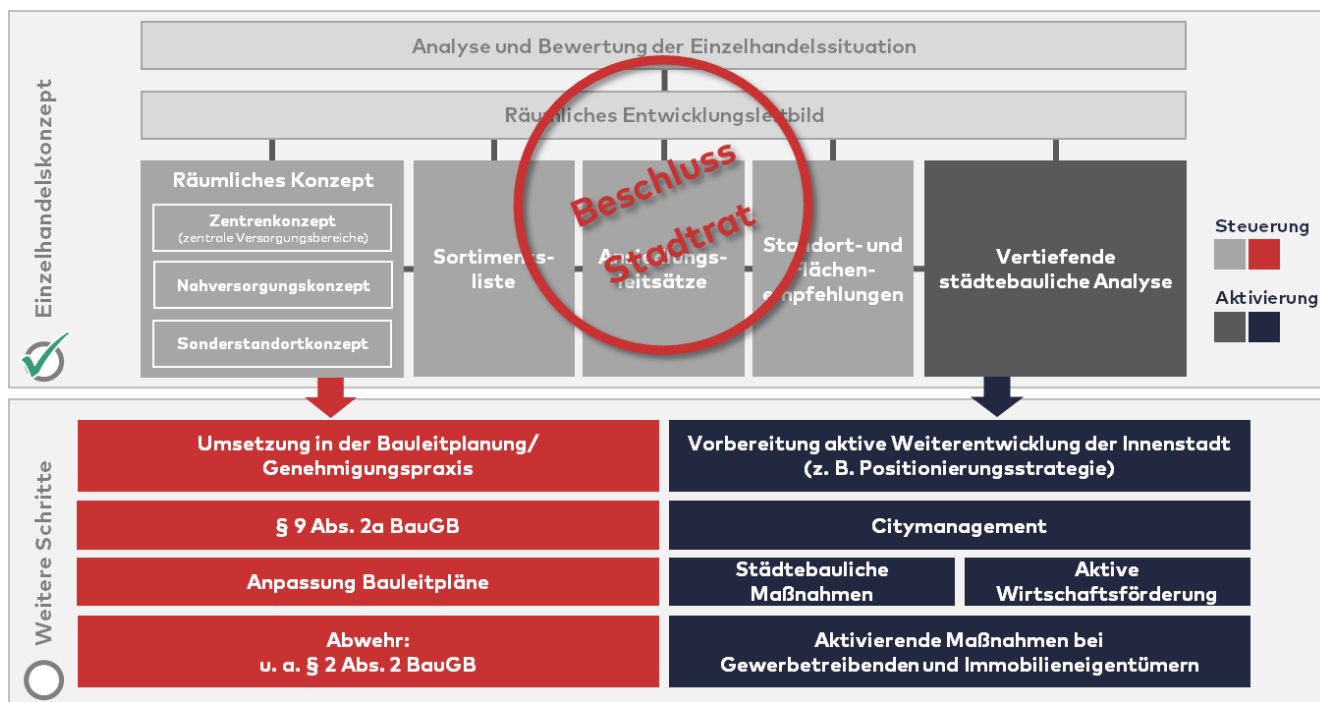 Einzelhandelskonzept
Analyse und Bewertung der Einzelhandelssituation
Räumliches Entwicklungsleitbild
Räumliches Konzept
Zentrenkonzept
(zentrale Versorgungsbereiche)
Nahversorgungskonzept
Sonderstandortkonzept
Sortiments-
liste
Ansiedlungs-
leitsätze
Standort- und
Flächen-
empfehlungen
Vertiefende
städtebauliche Analyse
Beschluss
Stadtrat
Steuerung
Aktivierung
Weitere Schritte
Umsetzung in der Bauleitplanung/
Genehmigungspraxis
§ 9 Abs. 2a BauGB
Anpassung Bauleitpläne
Abwehr:
u. a. § 2 Abs. 2 BauGB
Vorbereitung aktive Weiterentwicklung der Innenstadt
(z. B. Positionierungsstrategie)
Citymanagement
Städtebauliche
Maßnahmen
Aktive
Wirtschaftsförderung
Aktivierende Maßnahmen bei
Gewerbetreibenden und Immobilieneigentümern